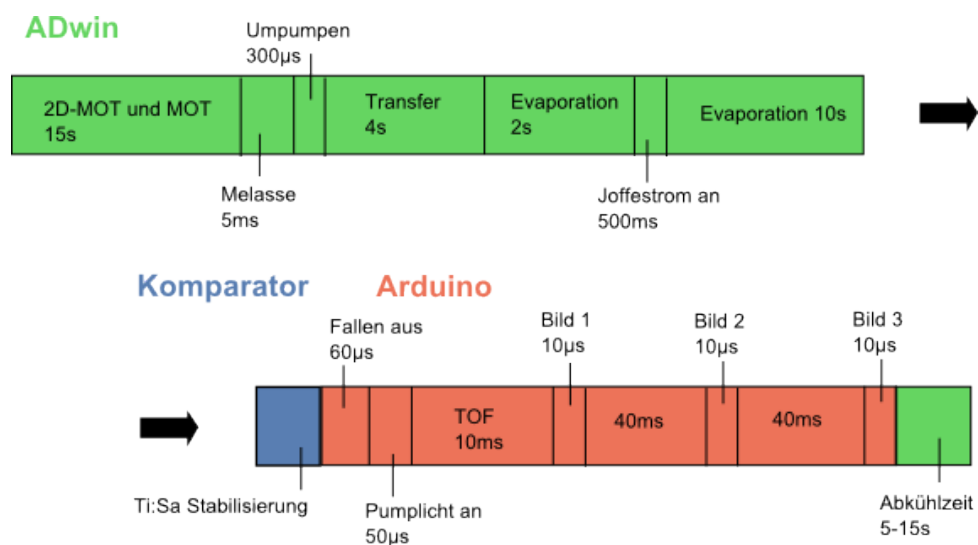 ADwin
Umpumpen
300µs
2D-MOT und MOT
15s
Transfer
4s
Evaporation
2s
Evaporation 10s
Melasse
5ms
Joffestrom an
500ms
Komparator
Arduino
Fallen aus
60µs
Bild 1
10µs
Bild 2
10µs
Bild 3
10µs
TOF
10ms
40ms
40ms
Ti:Sa Stabilisierung
Pumplicht an
50µs
Abkühlzeit
5-15s